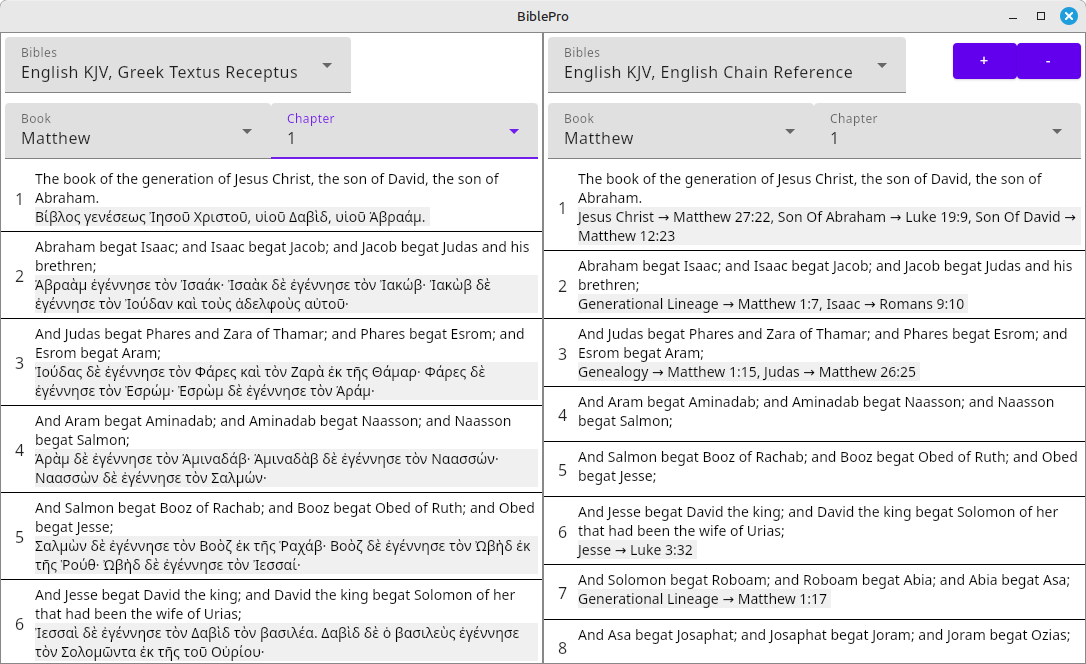 BiblePro
Bibles
English KJV, Greek Textus Receptus
Book
Matthew
Chapter
1
1
The book of the generation of Jesus Christ, the son of David, the son of
Abraham.
Βίβλος γενέσεως Ἰησοῦ Χριστοῦ, υἱοῦ Δαβὶδ, υἱοῦ Ἀβραάμ.
2
Abraham begat Isaac; and Isaac begat Jacob; and Jacob begat Judas and his
brethren;
Ἀβραὰμ ἐγέννησε τὸν Ἰσαάκ· Ἰσαὰκ δὲ ἐγέννησε τὸν Ἰακώβ· Ἰακὼβ δὲ
ἐγέννησε τὸν Ἰούδαν καὶ τοὺς ἀδελφοὺς αὐτοῦ·
3
And Judas begat Phares and Zara of Thamar; and Phares begat Esrom; and
Esrom begat Aram;
Ἰούδας δὲ ἐγέννησε τὸν Φάρες καὶ τὸν Ζαρὰ ἐκ τῆς Θάμαρ· Φάρες δὲ
ἐγέννησε τὸν Ἐσρώμ· Ἐσρὼμ δὲ ἐγέννησε τὸν Ἀράμ·
4
And Aram begat Aminadab; and Aminadab begat Naasson; and Naasson
begat Salmon;
Ἀρὰμ δὲ ἐγέννησε τὸν Ἀμιναδάβ· Ἀμιναδὰβ δὲ ἐγέννησε τὸν Ναασσών·
Ναασσὼν δὲ ἐγέννησε τὸν Σαλμών·
5
And Salmon begat Booz of Rachab; and Booz begat Obed of Ruth; and Obed
begat Jesse;
Σαλμὼν δὲ ἐγέννησε τὸν Βοὸζ ἐκ τῆς Ῥαχάβ· Βοὸζ δὲ ἐγέννησε τὸν Ὠβὴδ ἐκ
τῆς Ῥούθ· Ὠβὴδ δὲ ἐγέννησε τὸν Ἰεσσαί·
6
And Jesse begat David the king; and David the king begat Solomon of her
that had been the wife of Urias;
Ἰεσσαὶ δὲ ἐγέννησε τὸν Δαβὶδ τὸν βασιλέα. Δαβὶδ δὲ ὁ βασιλεὺς ἐγέννησε
τὸν Σολομῶντα ἐκ τῆς τοῦ Οὐρίου·
Bibles
English KJV, English Chain Reference
+
-
Book
Matthew
Chapter
1
1
The book of the generation of Jesus Christ, the son of David, the son of
Abraham.
Jesus Christ → Matthew 27:22, Son Of Abraham → Luke 19:9, Son Of David →
Matthew 12:23
2
Abraham begat Isaac; and Isaac begat Jacob; and Jacob begat Judas and his
brethren;
Generational Lineage → Matthew 1:7, Isaac → Romans 9:10
3
And Judas begat Phares and Zara of Thamar; and Phares begat Esrom; and
Esrom begat Aram;
Genealogy → Matthew 1:15, Judas → Matthew 26:25
4
And Aram begat Aminadab; and Aminadab begat Naasson; and Naasson
begat Salmon;
5
And Salmon begat Booz of Rachab; and Booz begat Obed of Ruth; and Obed
begat Jesse;
6
And Jesse begat David the king; and David the king begat Solomon of her
that had been the wife of Urias;
Jesse → Luke 3:32
7
And Solomon begat Roboam; and Roboam begat Abia; and Abia begat Asa;
Generational Lineage → Matthew 1:17
8
And Asa begat Josaphat; and Josaphat begat Joram; and Joram begat Ozias;